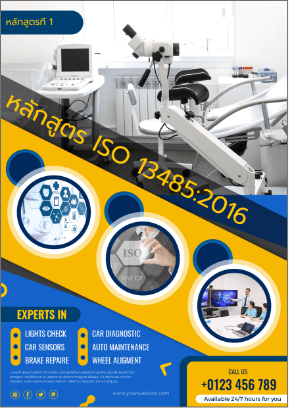 หลักสูตรที่ 1
หลักสูตร ISO 13485:2016
ISO
EXPERTS IN
LIGHTS CHECK
CAR SENSORS
BRAKE REPAIRE
CAR DIAGNOSTIC
AUTO MAINTENANCE
WHEEL ALIGMENT
www.yourwebsite.com
CALL US
+0123 456 789
Available 24/7 hours for you